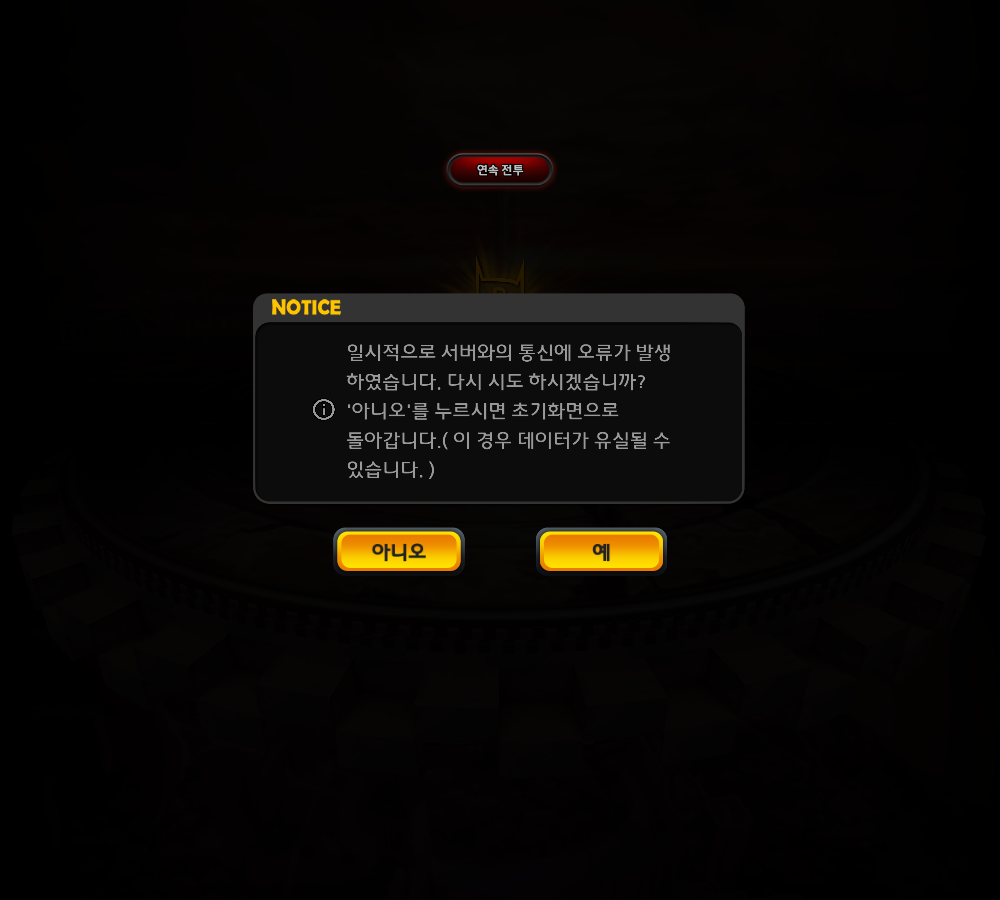 연속 전투
NOTICE
일시적으로 서버와의 통신에 오류가 발생
하였습니다. 다시 시도 하시겠습니까?
'아니오'를 누르시면 초기화면으로
돌아갑니다.( 이 경우 데이터가 유실될 수
있습니다. )
아니오
예